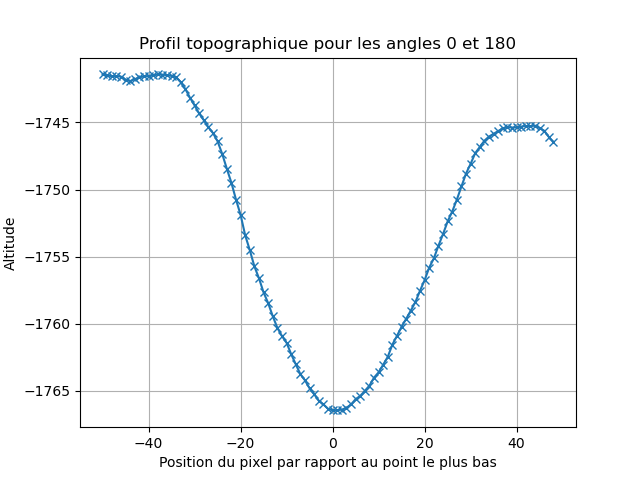 Profil topographique pour les angles 0 et 180
Altitude
−1745
−1750
−1755
−1760
−1765
−40 −20 0 20 40
Position du pixel par rapport au point le plus bas